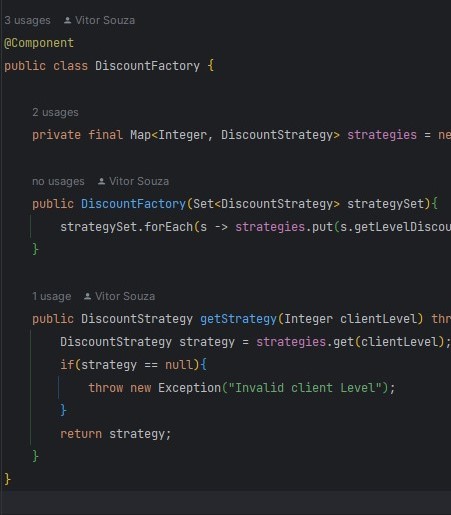 3 usages Vitor Souza
@Component
public class DiscountFactory {
2 usages
private final Map<Integer, DiscountStrategy> strategies = ne
no usages Vitor Souza
public DiscountFactory(Set<DiscountStrategy> strategySet){
strategySet.forEach(s -> strategies.put(s.getLevelDiscou
}
1 usage Vitor Souza
public DiscountStrategy getStrategy(Integer clientLevel) thr
DiscountStrategy strategy = strategies.get(clientLevel);
if(strategy == null){
throw new Exception("Invalid client Level");
}
return strategy;
}
}